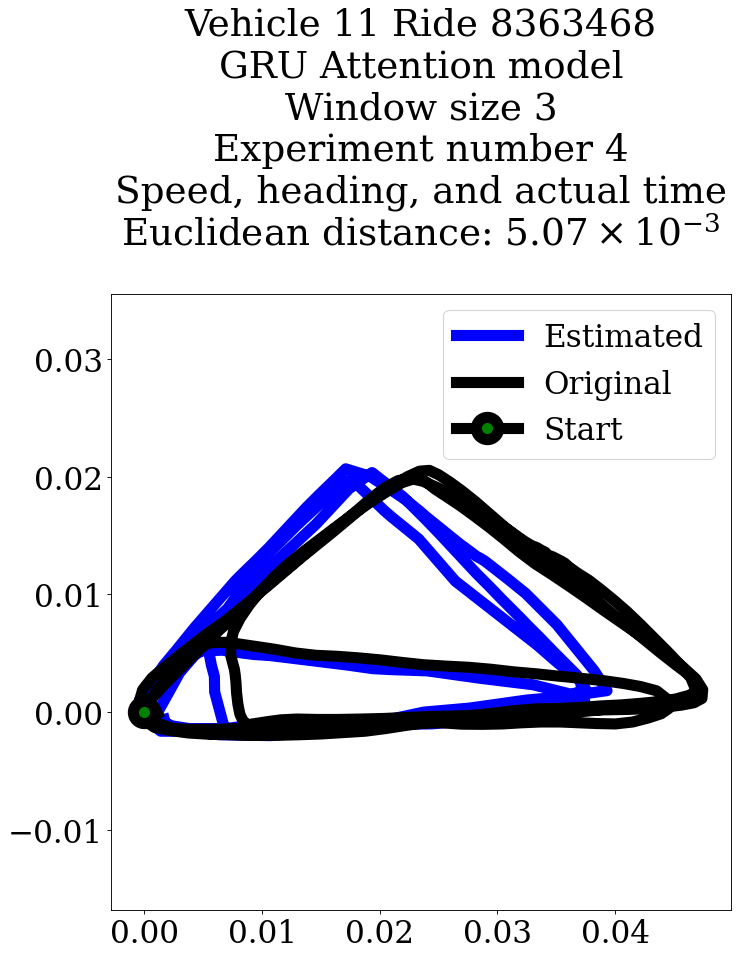 Vehicle 11 Ride 8363468
GRU Attention model
Window size 3
Experiment number 4
Speed, heading, and actual time
Euclidean distance: 5.07 × 10⁻³
Estimated
Original
Start
0.03
0.02
0.01
0.00
−0.01
0.00 0.01 0.02 0.03 0.04